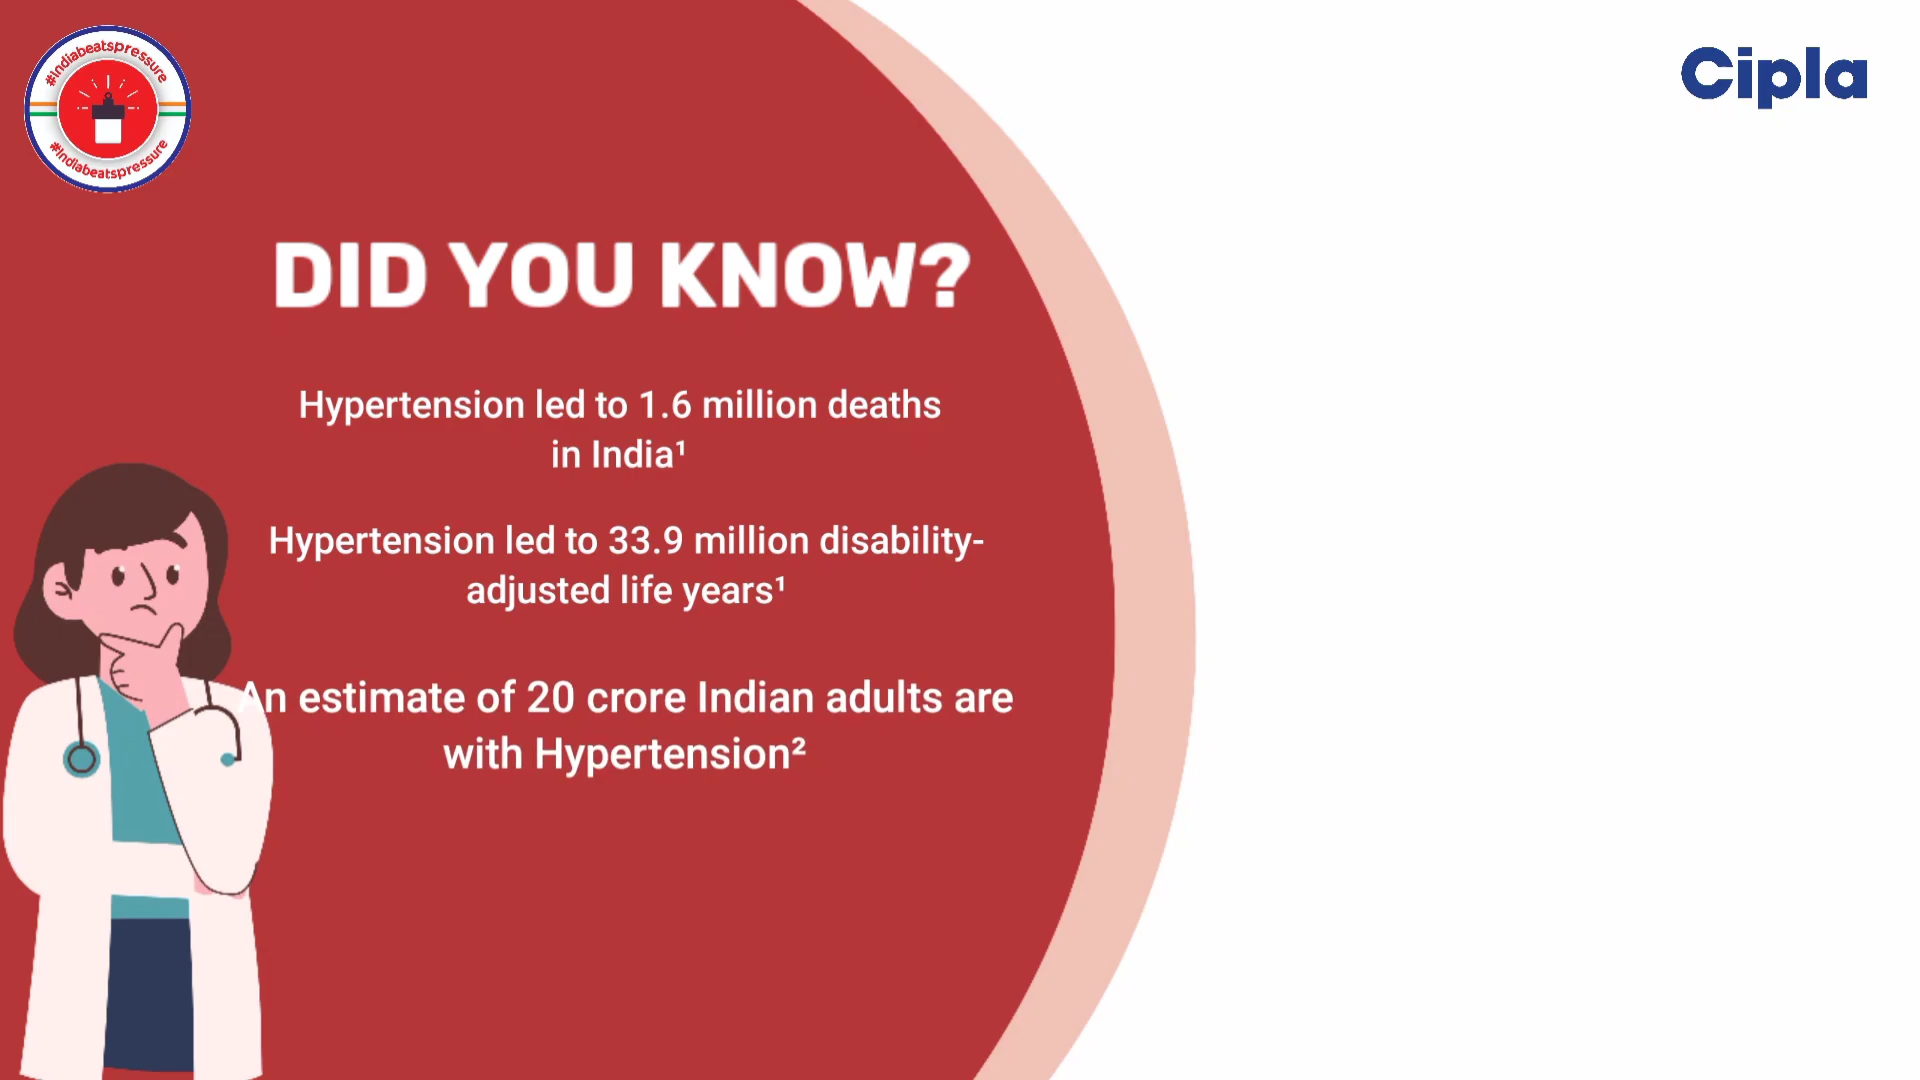 #Indiabeatspressure
#Indiabeatspressure
Cipla
DID YOU KNOW?
Hypertension led to 1.6 million deaths
in India¹
Hypertension led to 33.9 million disability-
adjusted life years¹
An estimate of 20 crore Indian adults are
with Hypertension²